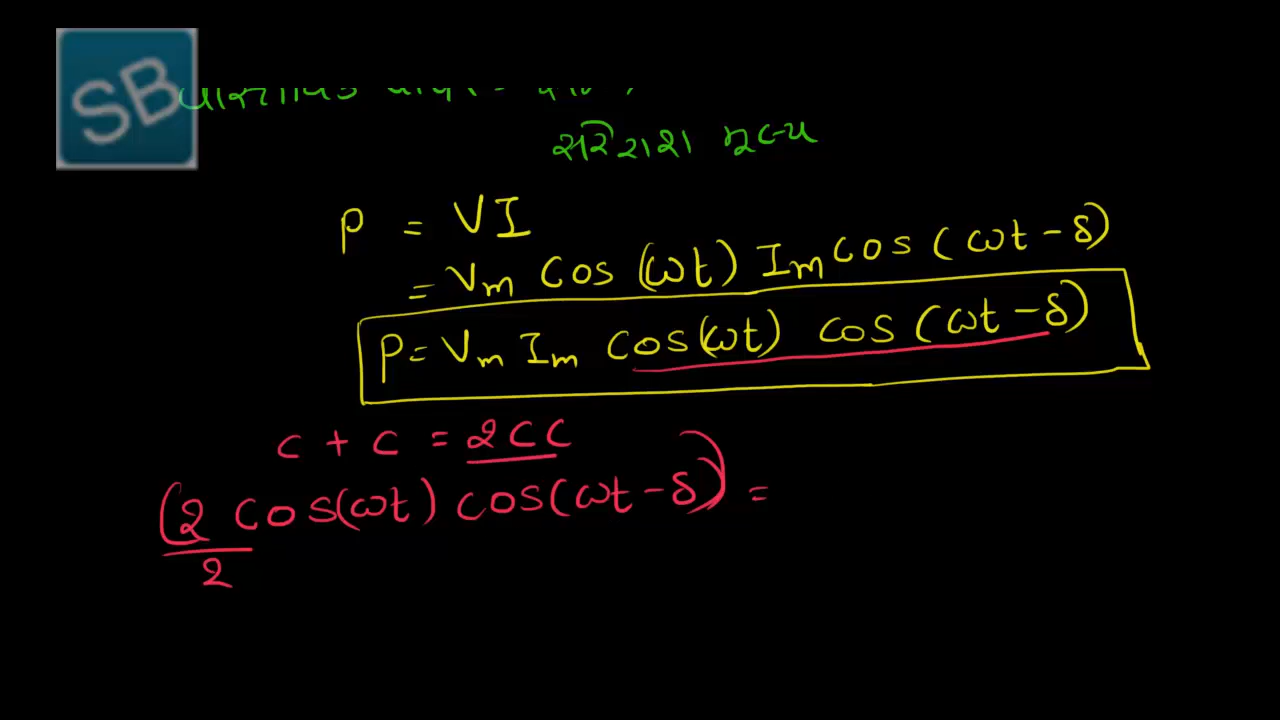 SB
સરેરાશ મૂલ્ય
P = VI
= Vm Cos (ωt) Im cos (ωt - δ)
P = Vm Im cos(ωt) cos (ωt - δ)
C + C = 2CC
(2 cos(ωt) cos(ωt - δ)) =
2